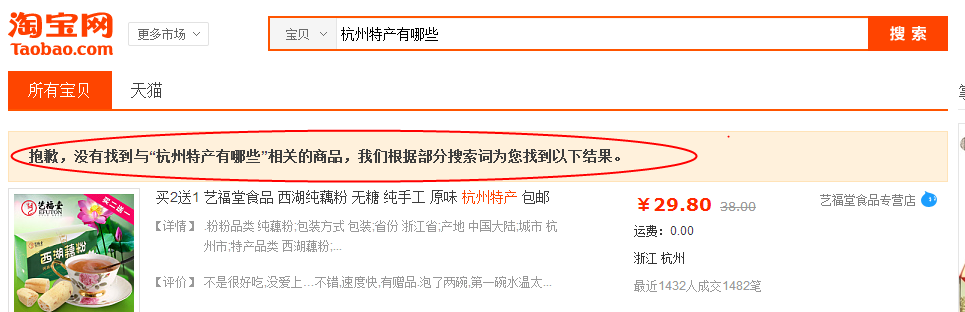 淘宝网
Taobao.com
更多市场
宝贝
杭州特产有哪些
搜 索
所有宝贝
天猫
抱歉，没有找到与“杭州特产有哪些”相关的商品，我们根据部分搜索词为您找到以下结果。
买2送1 艺福堂食品 西湖纯藕粉 无糖 纯手工 原味 杭州特产 包邮
¥29.80 38.00
艺福堂食品专营店
【详情】 .粉粉品类 纯藕粉;包装方式 包装;省份 浙江省;产地 中国大陆;城市 杭
州市;特产品类 西湖藕粉;...
运费：0.00
浙江 杭州
【评价】 不是很好吃,没爱上…不错,速度快,有赠品.泡了两碗,第一碗水温太...
最近1432人成交1482笔
艺福堂
EFUTON
买二送一
西湖藕粉